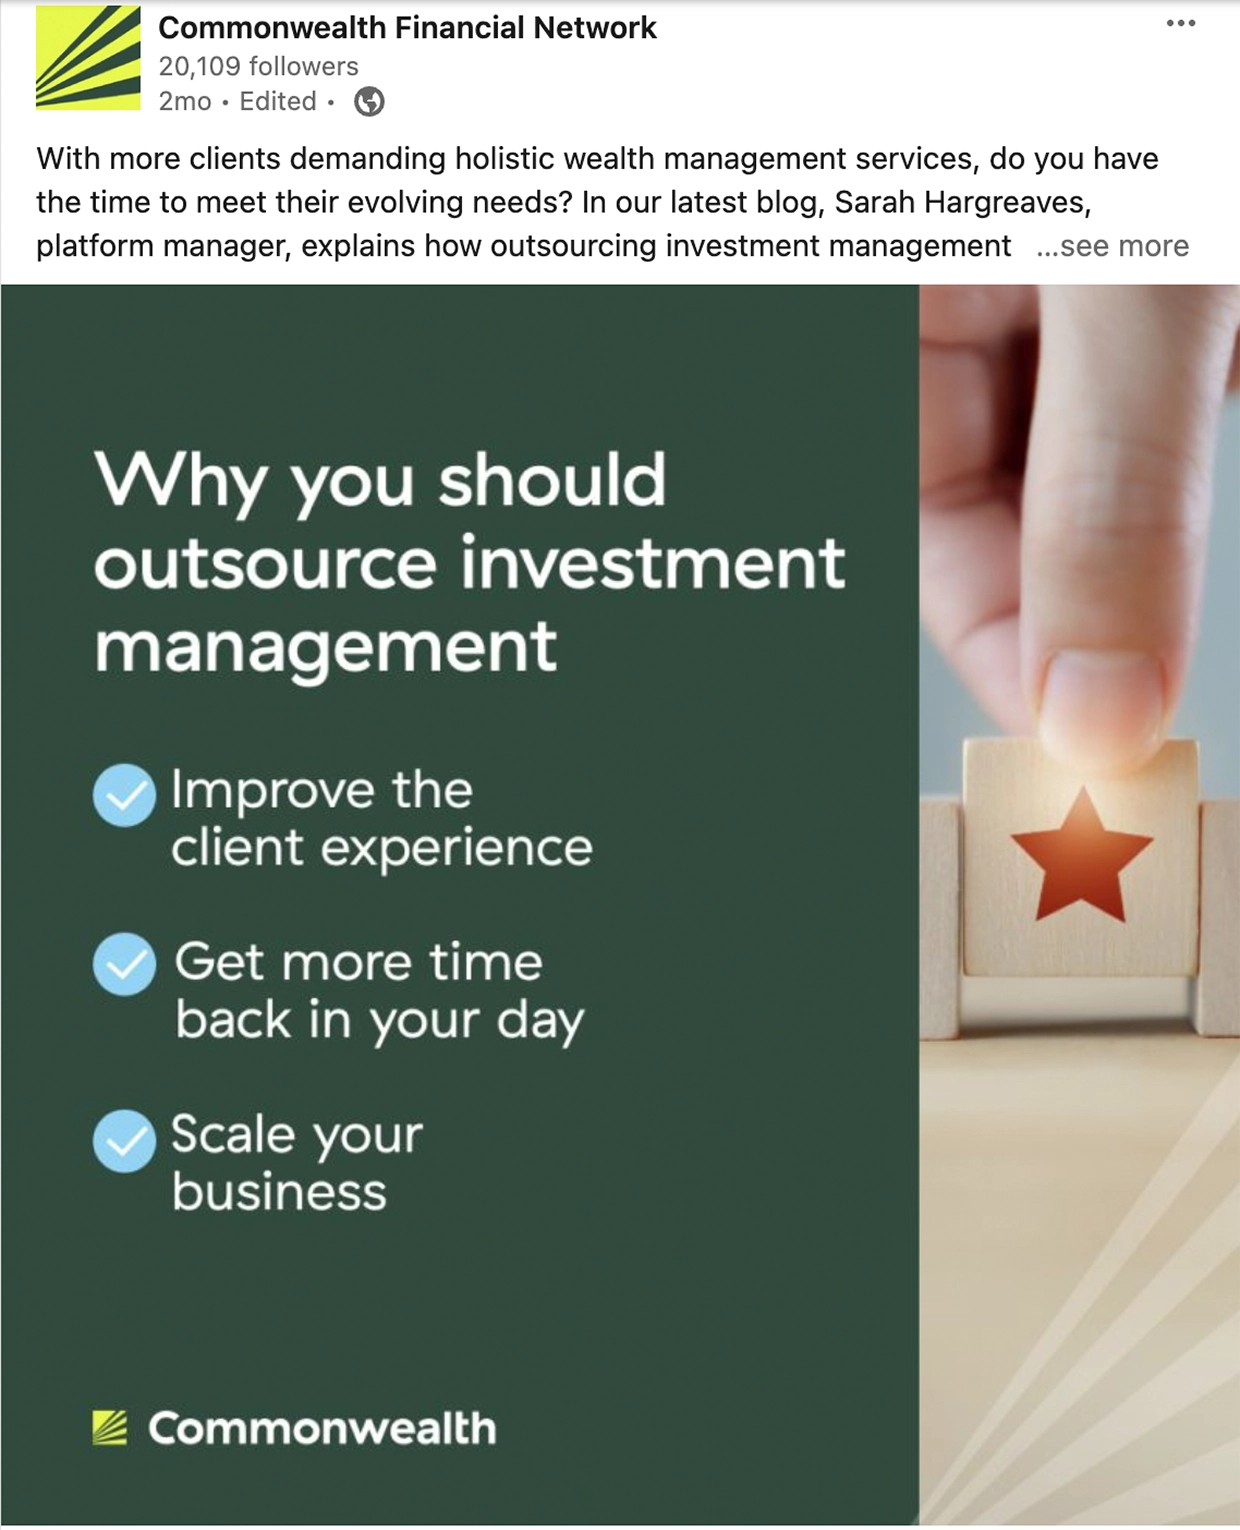 Commonwealth Financial Network
20,109 followers
2mo • Edited •
With more clients demanding holistic wealth management services, do you have
the time to meet their evolving needs? In our latest blog, Sarah Hargreaves,
platform manager, explains how outsourcing investment management ...see more
Why you should
outsource investment
management
Improve the
client experience
Get more time
back in your day
Scale your
business
Commonwealth